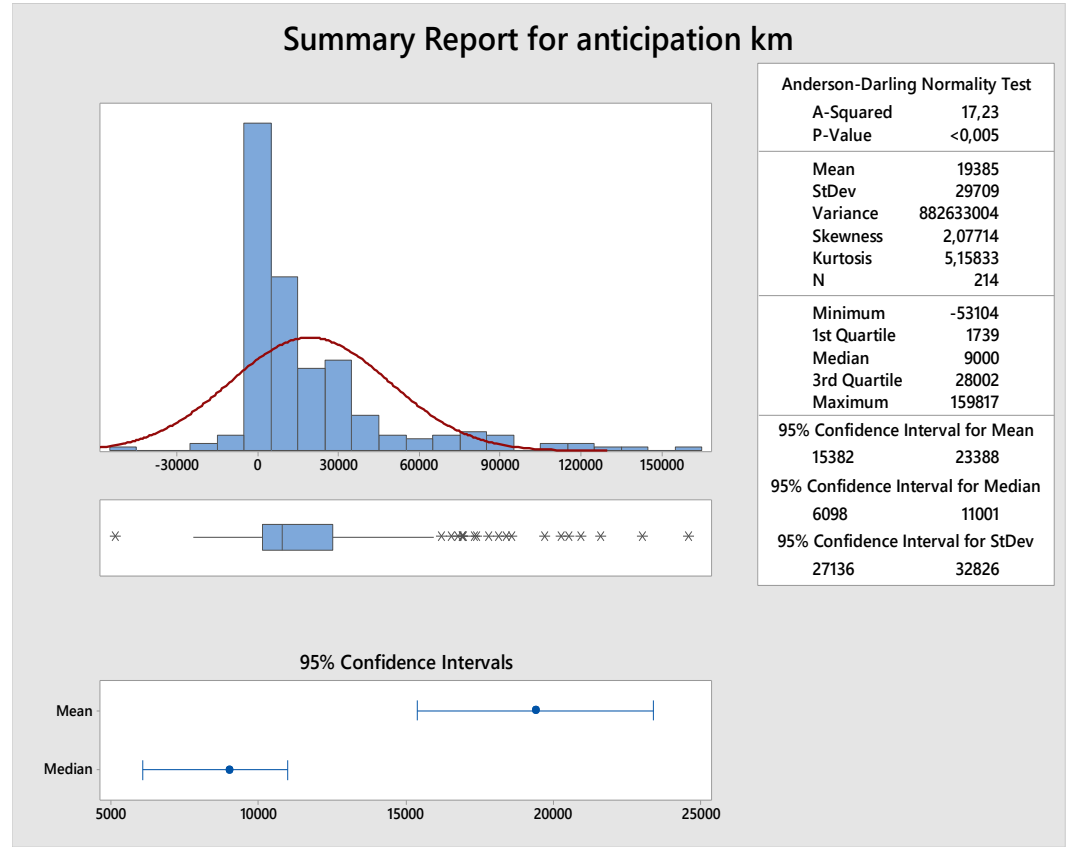 Summary Report for anticipation km
-30000 0 30000 60000 90000 120000 150000
95% Confidence Intervals
Mean
Median
5000 10000 15000 20000 25000
Anderson-Darling Normality Test
A-Squared 17,23
P-Value <0,005
Mean 19385
StDev 29709
Variance 882633004
Skewness 2,07714
Kurtosis 5,15833
N 214
Minimum -53104
1st Quartile 1739
Median 9000
3rd Quartile 28002
Maximum 159817
95% Confidence Interval for Mean
15382 23388
95% Confidence Interval for Median
6098 11001
95% Confidence Interval for StDev
27136 32826